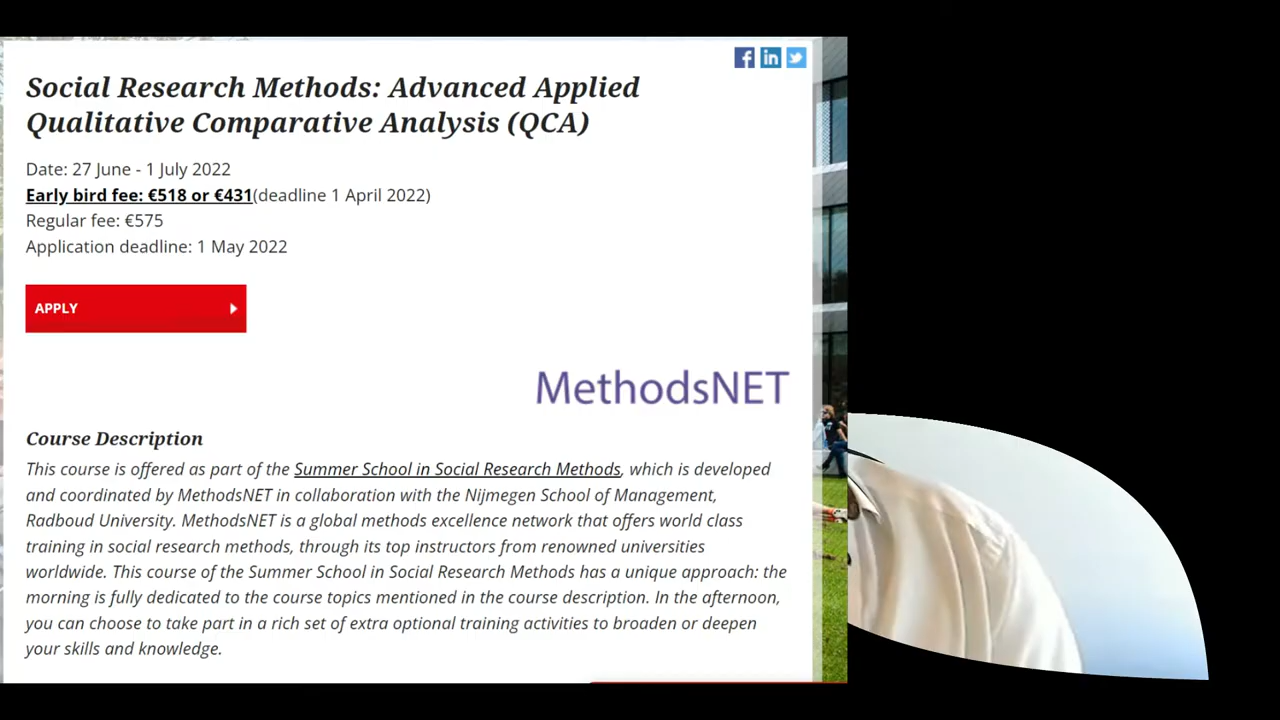 Social Research Methods: Advanced Applied
Qualitative Comparative Analysis (QCA)
Date: 27 June - 1 July 2022
Early bird fee: €518 or €431(deadline 1 April 2022)
Regular fee: €575
Application deadline: 1 May 2022
APPLY
MethodsNET
Course Description
This course is offered as part of the Summer School in Social Research Methods, which is developed
and coordinated by MethodsNET in collaboration with the Nijmegen School of Management,
Radboud University. MethodsNET is a global methods excellence network that offers world class
training in social research methods, through its top instructors from renowned universities
worldwide. This course of the Summer School in Social Research Methods has a unique approach: the
morning is fully dedicated to the course topics mentioned in the course description. In the afternoon,
you can choose to take part in a rich set of extra optional training activities to broaden or deepen
your skills and knowledge.